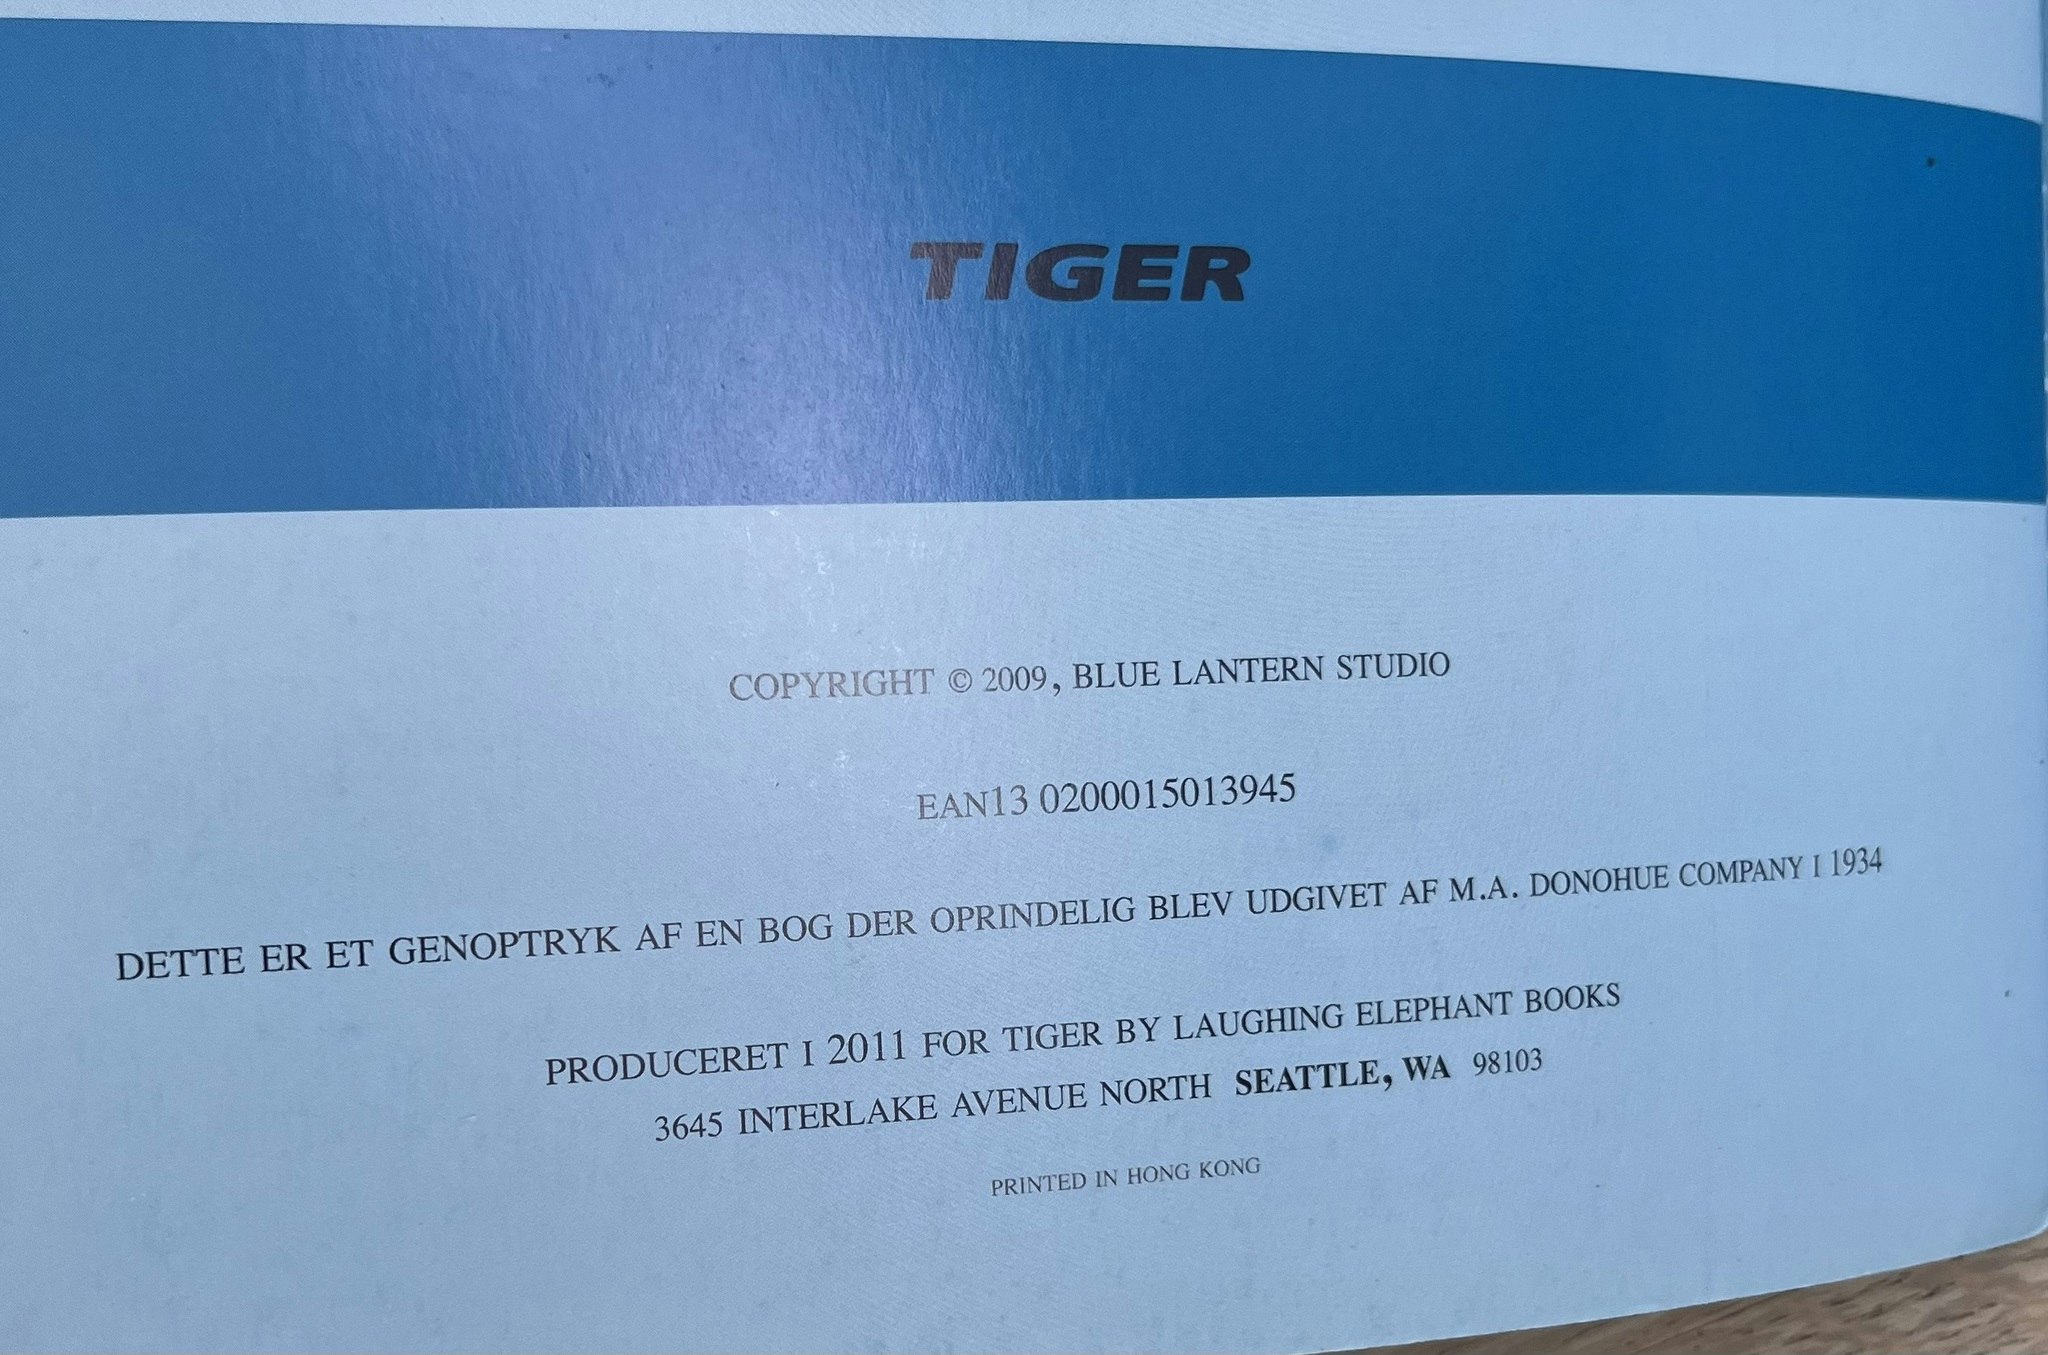 TIGER
COPYRIGHT © 2009, BLUE LANTERN STUDIO
EAN13 0200015013945
DETTE ER ET GENOPTRYK AF EN BOG DER OPRINDELIG BLEV UDGIVET AF M.A. DONOHUE COMPANY I 1934
PRODUCERET I 2011 FOR TIGER BY LAUGHING ELEPHANT BOOKS
3645 INTERLAKE AVENUE NORTH SEATTLE, WA 98103
PRINTED IN HONG KONG